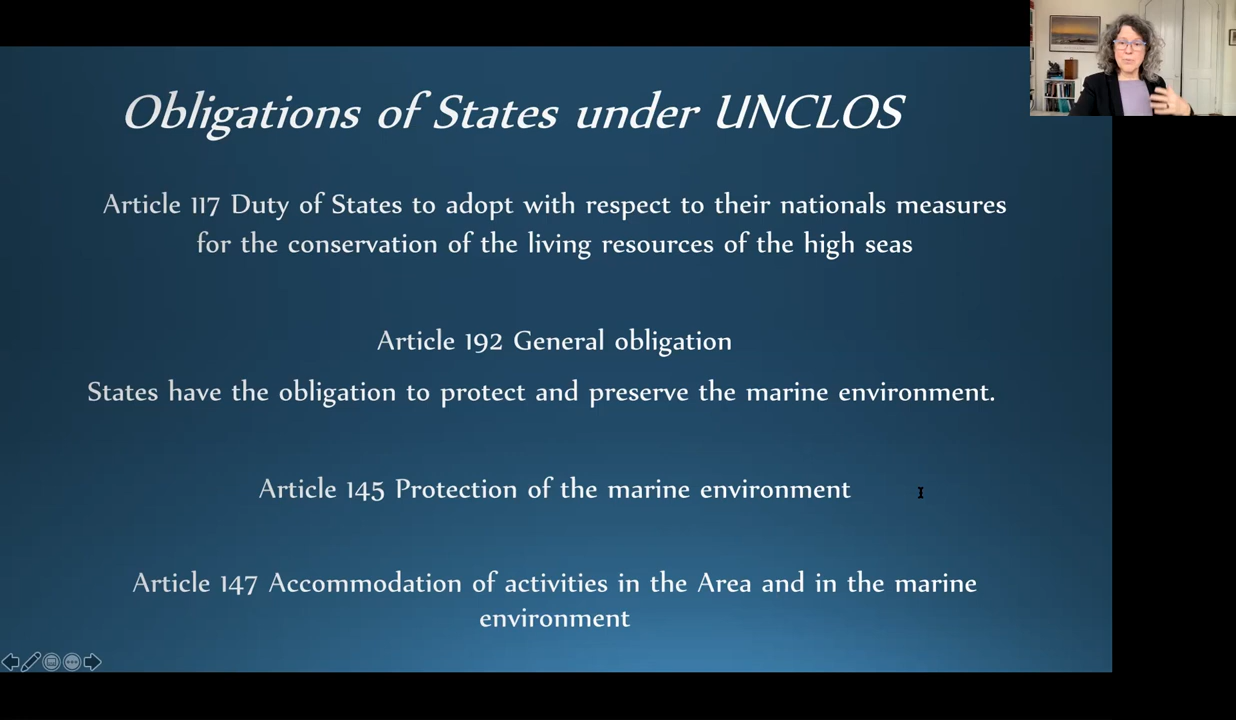 Obligations of States under UNCLOS
Article 117 Duty of States to adopt with respect to their nationals measures
for the conservation of the living resources of the high seas
Article 192 General obligation
States have the obligation to protect and preserve the marine environment.
Article 145 Protection of the marine environment
Article 147 Accommodation of activities in the Area and in the marine
environment